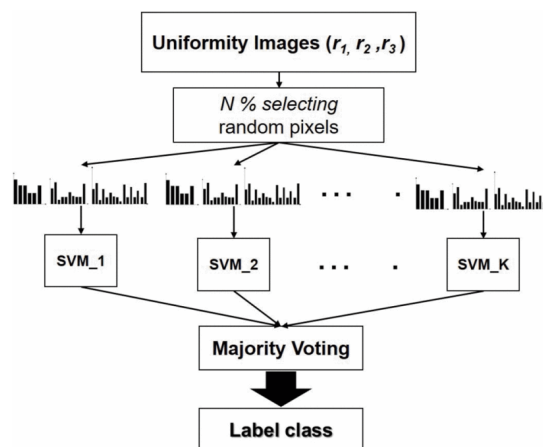 Uniformity Images (r1, r2 ,r3)
N % selecting
random pixels
SVM_1
SVM_2
SVM_K
Majority Voting
Label class